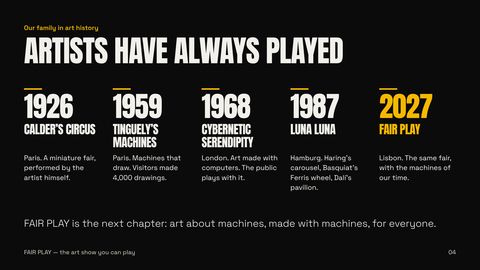 Our family in art history
ARTISTS HAVE ALWAYS PLAYED
1926
CALDER'S CIRCUS
Paris. A miniature fair,
performed by the
artist himself.
1959
TINGUELY'S
MACHINES
Paris. Machines that
draw. Visitors made
4,000 drawings.
1968
CYBERNETIC
SERENDIPITY
London. Art made with
computers. The public
plays with it.
1987
LUNA LUNA
Hamburg. Haring's
carousel, Basquiat's
Ferris wheel, Dalí's
pavilion.
2027
FAIR PLAY
Lisbon. The same fair,
with the machines of
our time.
FAIR PLAY is the next chapter: art about machines, made with machines, for everyone.
FAIR PLAY — the art show you can play
04